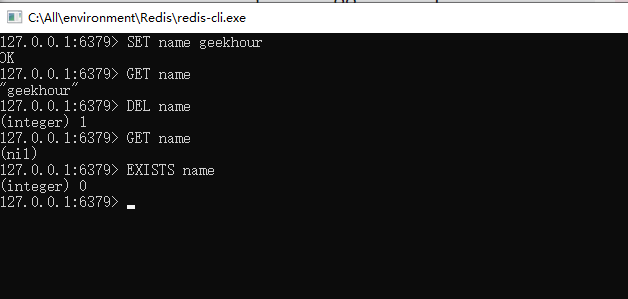 C:\All\environment\Redis\redis-cli.exe
127.0.0.1:6379> SET name geekhour
OK
127.0.0.1:6379> GET name
"geekhour"
127.0.0.1:6379> DEL name
(integer) 1
127.0.0.1:6379> GET name
(nil)
127.0.0.1:6379> EXISTS name
(integer) 0
127.0.0.1:6379>